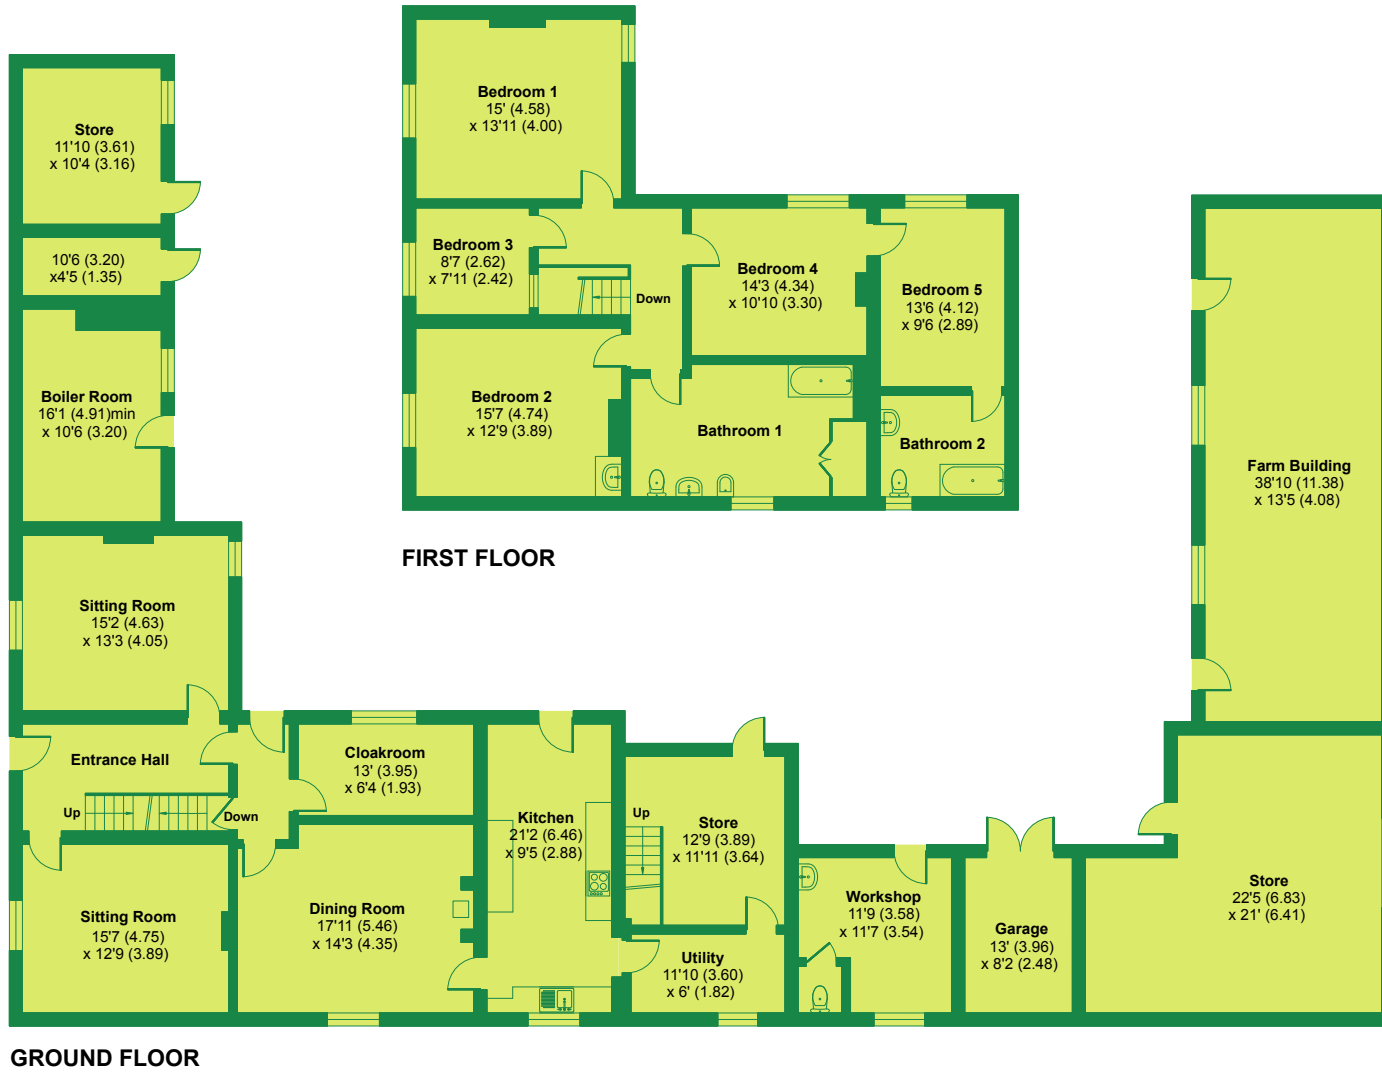 Bedroom 1
15' (4.58)
x 13'11 (4.00)
Store
11'10 (3.61)
x 10'4 (3.16)
10'6 (3.20)
x4'5 (1.35)
Bedroom 3
8'7 (2.62)
x 7'11 (2.42)
Down
Bedroom 4
14'3 (4.34)
x 10'10 (3.30)
Bedroom 5
13'6 (4.12)
x 9'6 (2.89)
Boiler Room
16'1 (4.91)min
x 10'6 (3.20)
Bedroom 2
15'7 (4.74)
x 12'9 (3.89)
Bathroom 1
Bathroom 2
Farm Building
38'10 (11.38)
x 13'5 (4.08)
FIRST FLOOR
Sitting Room
15'2 (4.63)
x 13'3 (4.05)
Entrance Hall
Up
Down
Cloakroom
13' (3.95)
x 6'4 (1.93)
Kitchen
21'2 (6.46)
x 9'5 (2.88)
Up
Store
12'9 (3.89)
x 11'11 (3.64)
Sitting Room
15'7 (4.75)
x 12'9 (3.89)
Dining Room
17'11 (5.46)
x 14'3 (4.35)
Utility
11'10 (3.60)
x 6' (1.82)
Workshop
11'9 (3.58)
x 11'7 (3.54)
Garage
13' (3.96)
x 8'2 (2.48)
Store
22'5 (6.83)
x 21' (6.41)
GROUND FLOOR